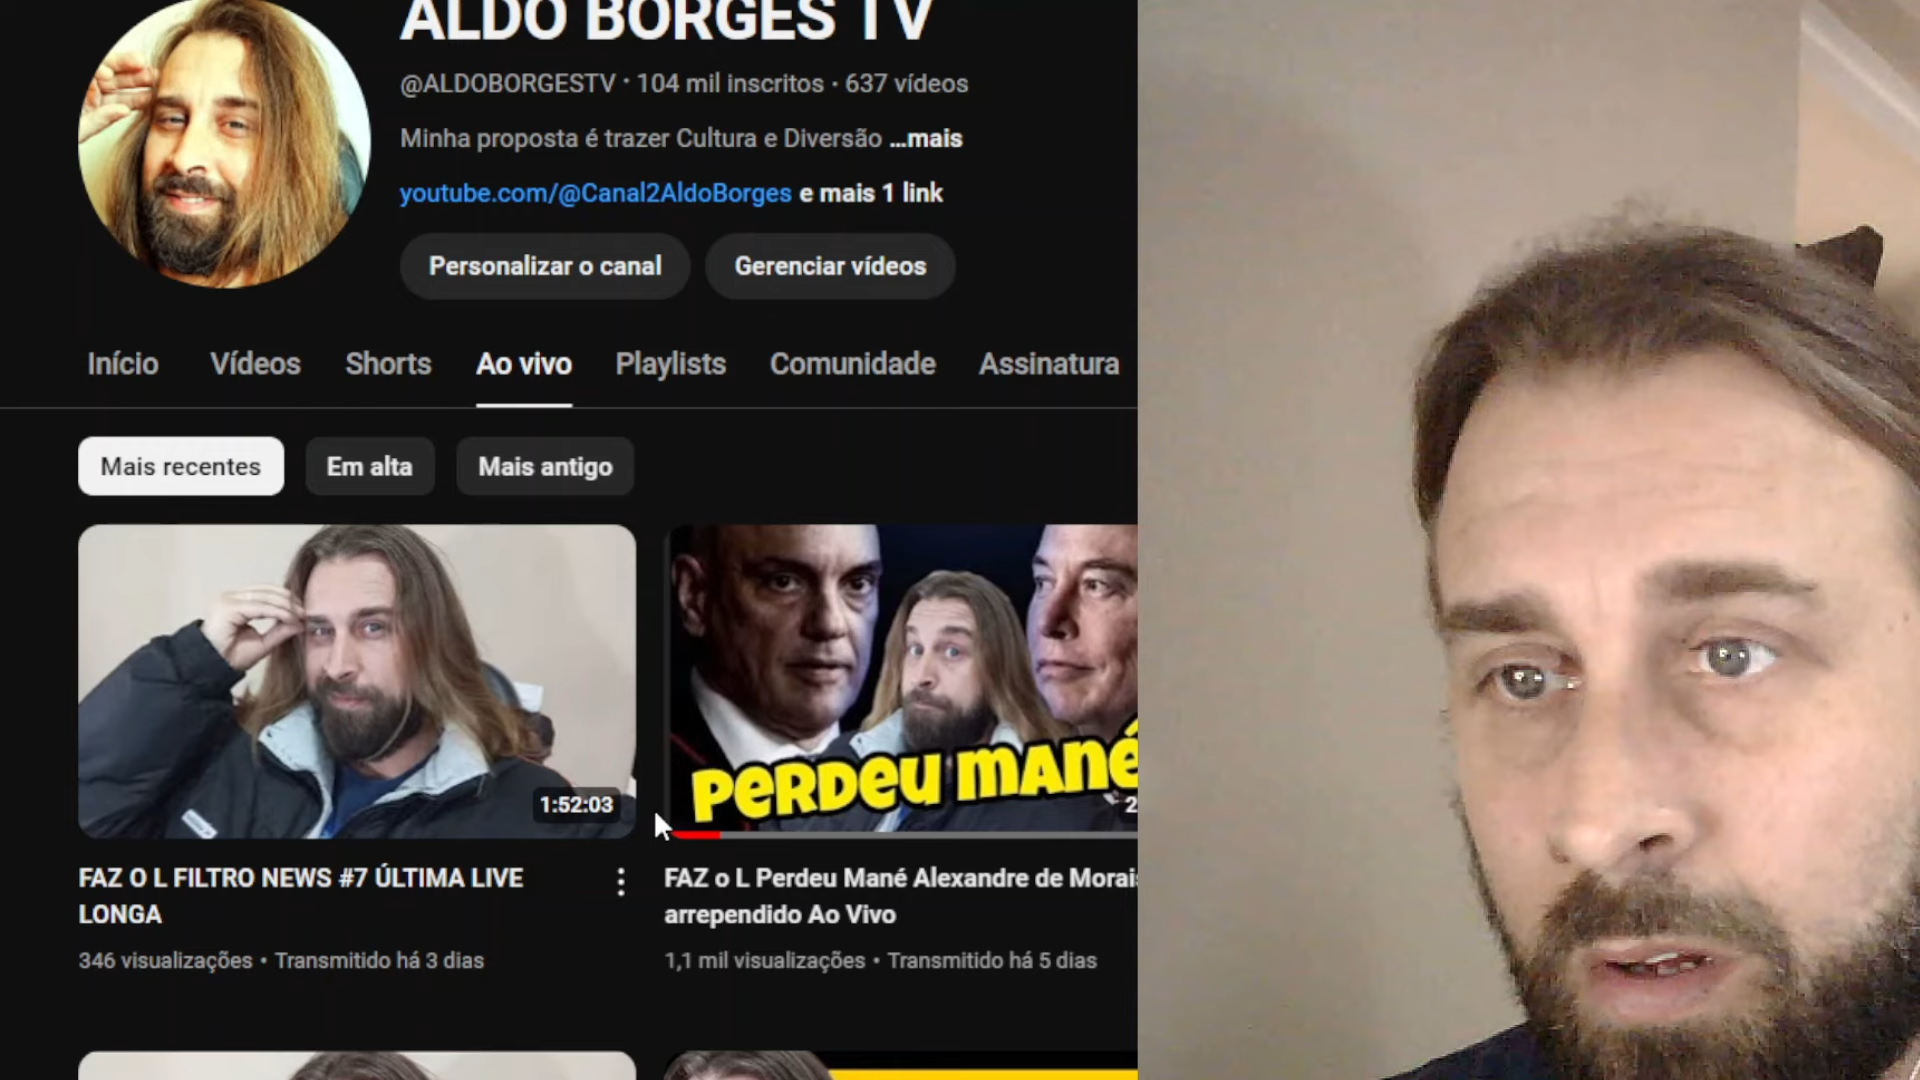 ALDO BORGES TV
@ALDOBORGESTV • 104 mil inscritos • 637 vídeos
Minha proposta é trazer Cultura e Diversão ...mais
youtube.com/@Canal2AldoBorges e mais 1 link
Personalizar o canal
Gerenciar vídeos
Início
Vídeos
Shorts
Ao vivo
Playlists
Comunidade
Assinatura
Mais recentes
Em alta
Mais antigo
1:52:03
PERDEU MANÉ
2
FAZ O L FILTRO NEWS #7 ÚLTIMA LIVE
LONGA
346 visualizações • Transmitido há 3 dias
FAZ o L Perdeu Mané Alexandre de Morais
arrependido Ao Vivo
1,1 mil visualizações • Transmitido há 5 dias